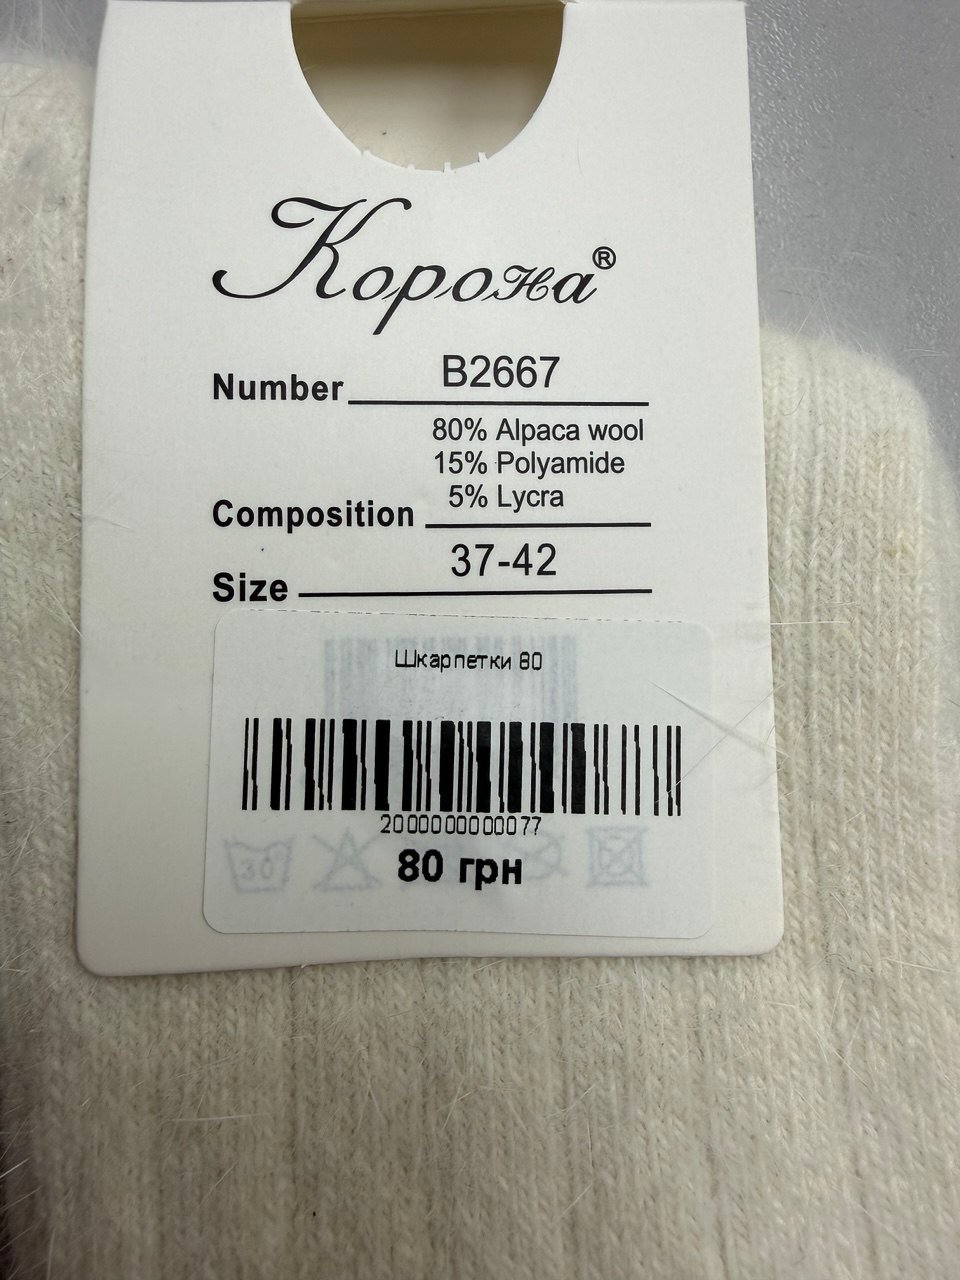 Корона®
Number B2667
80% Alpaca wool
15% Polyamide
5% Lycra
Composition
37-42
Size
Шкарпетки 80
2000000000077
80 грн
30